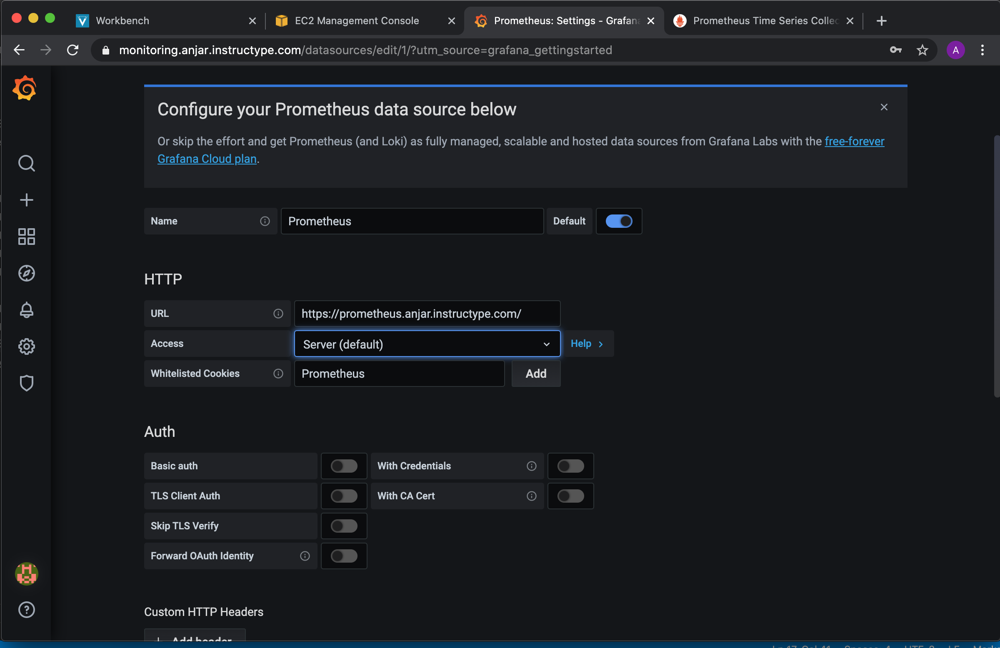 Workbench
EC2 Management Console
Prometheus: Settings - Grafana
Prometheus Time Series Collec
monitoring.anjar.instructype.com/datasources/edit/1/?utm_source=grafana_gettingstarted
A
Configure your Prometheus data source below
Or skip the effort and get Prometheus (and Loki) as fully managed, scalable and hosted data sources from Grafana Labs with the free-forever
Grafana Cloud plan.
Name Prometheus Default
HTTP
URL https://prometheus.anjar.instructype.com/
Access Server (default) Help
Whitelisted Cookies Prometheus Add
Auth
Basic auth With Credentials
TLS Client Auth With CA Cert
Skip TLS Verify
Forward OAuth Identity
Custom HTTP Headers
Add header